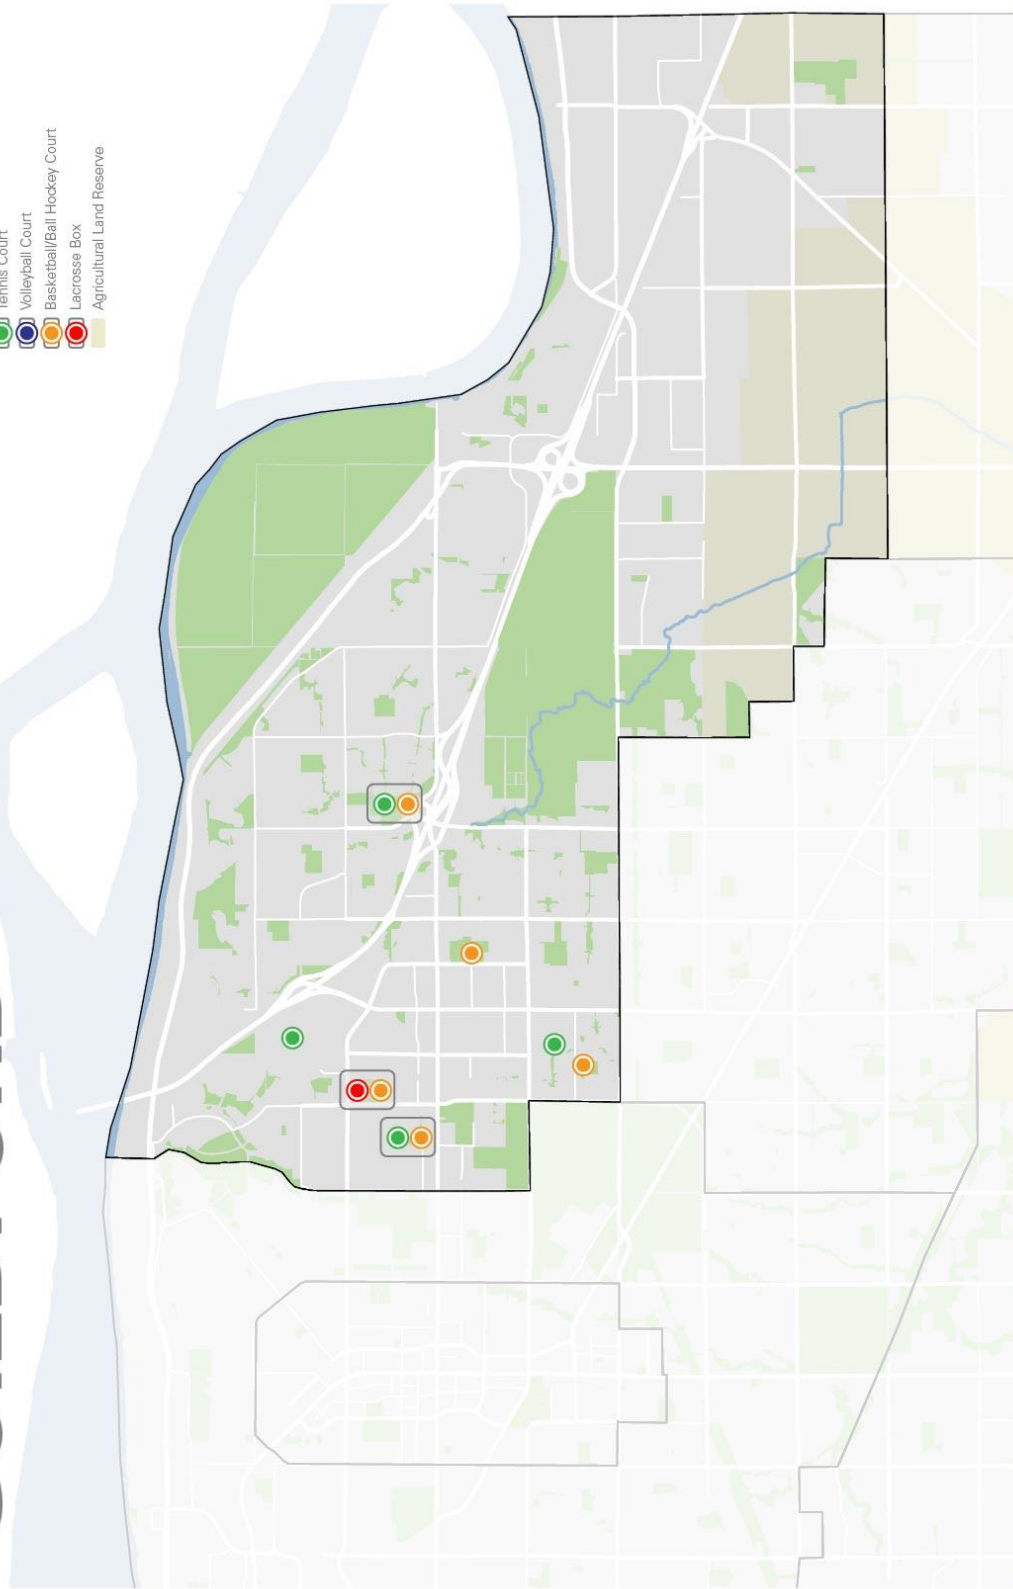 Tennis Court
Volleyball Court
Basketball/Ball Hockey Court
Lacrosse Box
Agricultural Land Reserve